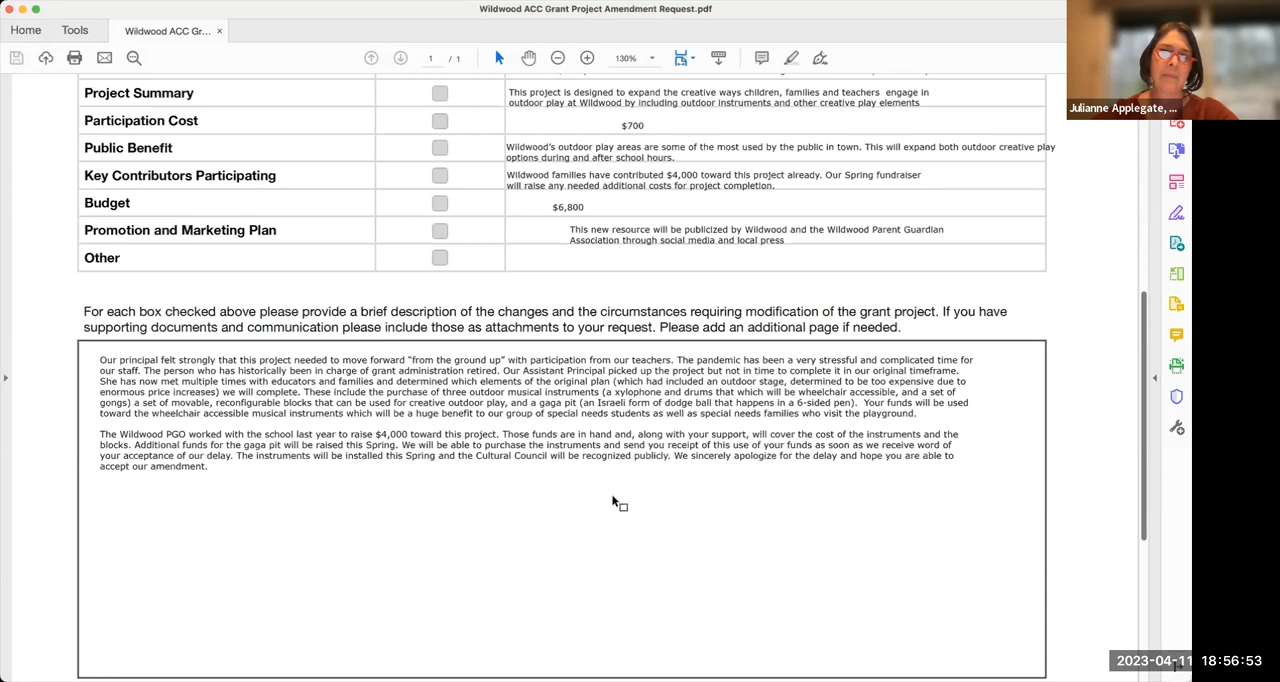 Wildwood ACC Grant Project Amendment Request.pdf
Home
Tools
Wildwood ACC Gr... ×
1 / 1
130%
Julianne Applegate, ...
Project Summary
This project is designed to expand the creative ways children, families and teachers engage in
outdoor play at Wildwood by including outdoor instruments and other creative play elements
Participation Cost
$700
Public Benefit
Wildwood's outdoor play areas are some of the most used by the public in town. This will expand both outdoor creative play
options during and after school hours.
Key Contributors Participating
Wildwood families have contributed $4,000 toward this project already. Our Spring fundraiser
will raise any needed additional costs for project completion.
Budget
$6,800
Promotion and Marketing Plan
This new resource will be publicized by Wildwood and the Wildwood Parent Guardian
Association through social media and local press
Other
For each box checked above please provide a brief description of the changes and the circumstances requiring modification of the grant project. If you have
supporting documents and communication please include those as attachments to your request. Please add an additional page if needed.
Our principal felt strongly that this project needed to move forward "from the ground up" with participation from our teachers. The pandemic has been a very stressful and complicated time for
our staff. The person who has historically been in charge of grant administration retired. Our Assistant Principal picked up the project but not in time to complete it in our original timeframe.
She has now met multiple times with educators and families and determined which elements of the original plan (which had included an outdoor stage, determined to be too expensive due to
enormous price increases) we will complete. These include the purchase of three outdoor musical instruments (a xylophone and drums that which will be wheelchair accessible, and a set of
gongs) a set of movable, reconfigurable blocks that can be used for creative outdoor play, and a gaga pit (an Israeli form of dodge ball that happens in a 6-sided pen). Your funds will be used
toward the wheelchair accessible musical instruments which will be a huge benefit to our group of special needs students as well as special needs families who visit the playground.
The Wildwood PGO worked with the school last year to raise $4,000 toward this project. Those funds are in hand and, along with your support, will cover the cost of the instruments and the
blocks. Additional funds for the gaga pit will be raised this Spring. We will be able to purchase the instruments and send you receipt of this use of your funds as soon as we receive word of
your acceptance of our delay. The instruments will be installed this Spring and the Cultural Council will be recognized publicly. We sincerely apologize for the delay and hope you are able to
accept our amendment.
2023-04-11 18:56:53